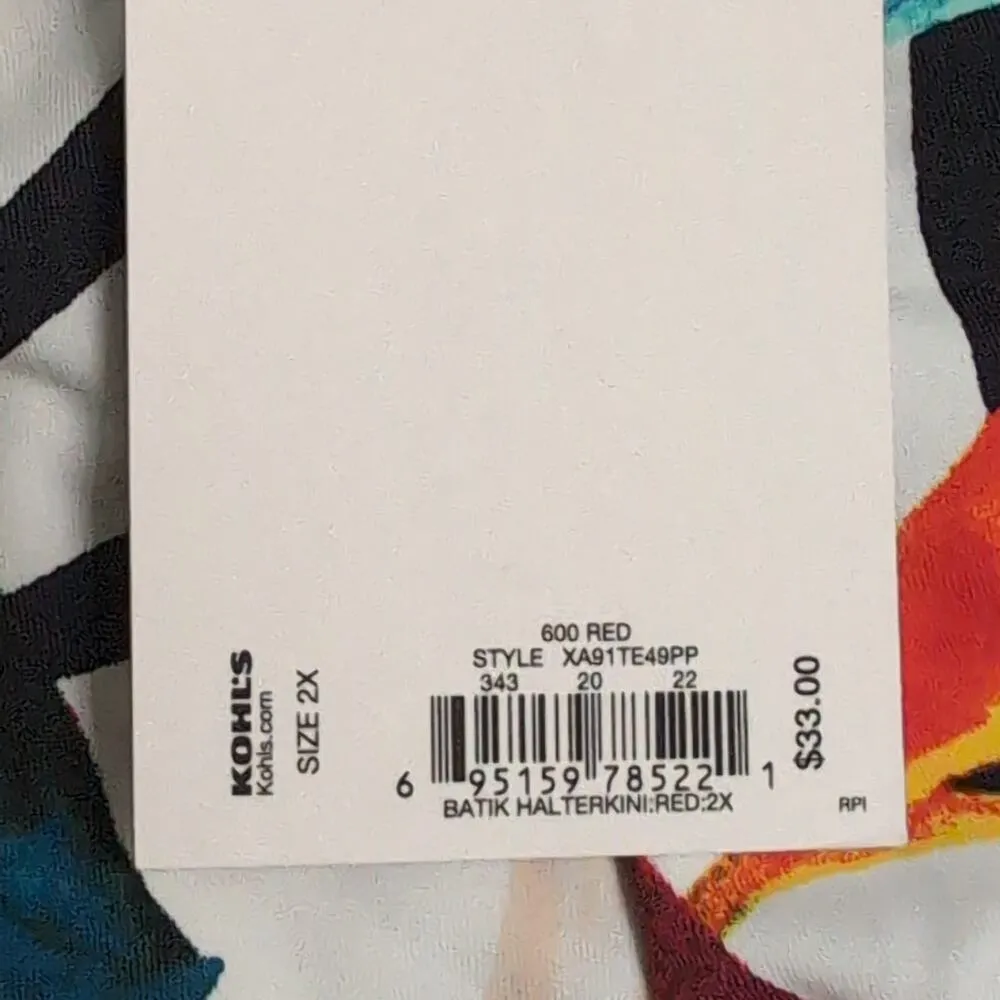 600 RED
STYLE XA91TE49PP
343 20 22
6 95159 78522 1
BATIK HALTERKINI:RED:2X
KOHL'S
Kohls.com
SIZE 2X
$33.00
RPI